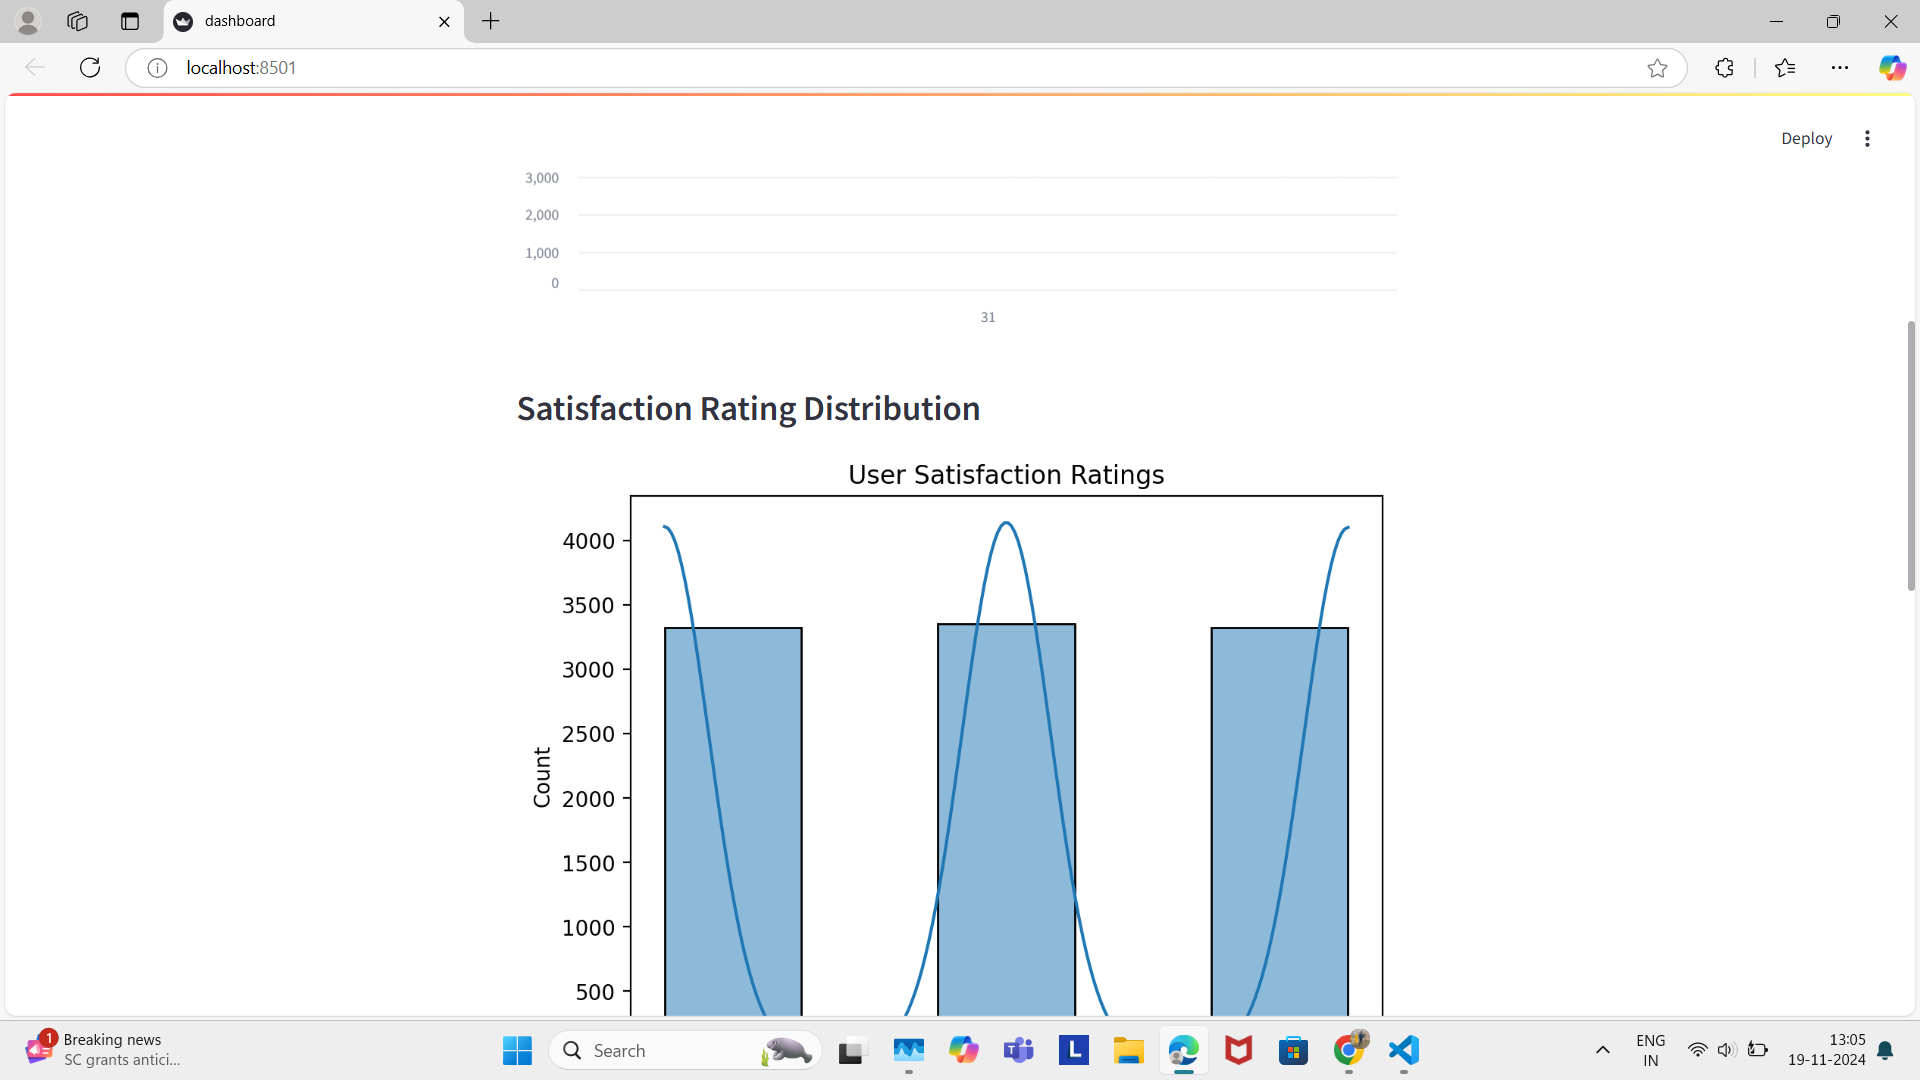 dashboard
localhost:8501
Deploy
3,000
2,000
1,000
0
31
Satisfaction Rating Distribution
User Satisfaction Ratings
4000
3500
3000
2500
2000
1500
1000
500
Count
1
Breaking news
SC grants antici...
Search
L
ENG
IN
13:05
19-11-2024